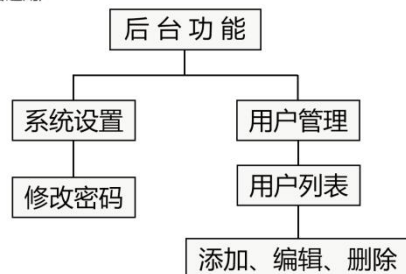 后台功能
系统设置
用户管理
修改密码
用户列表
添加、编辑、删除